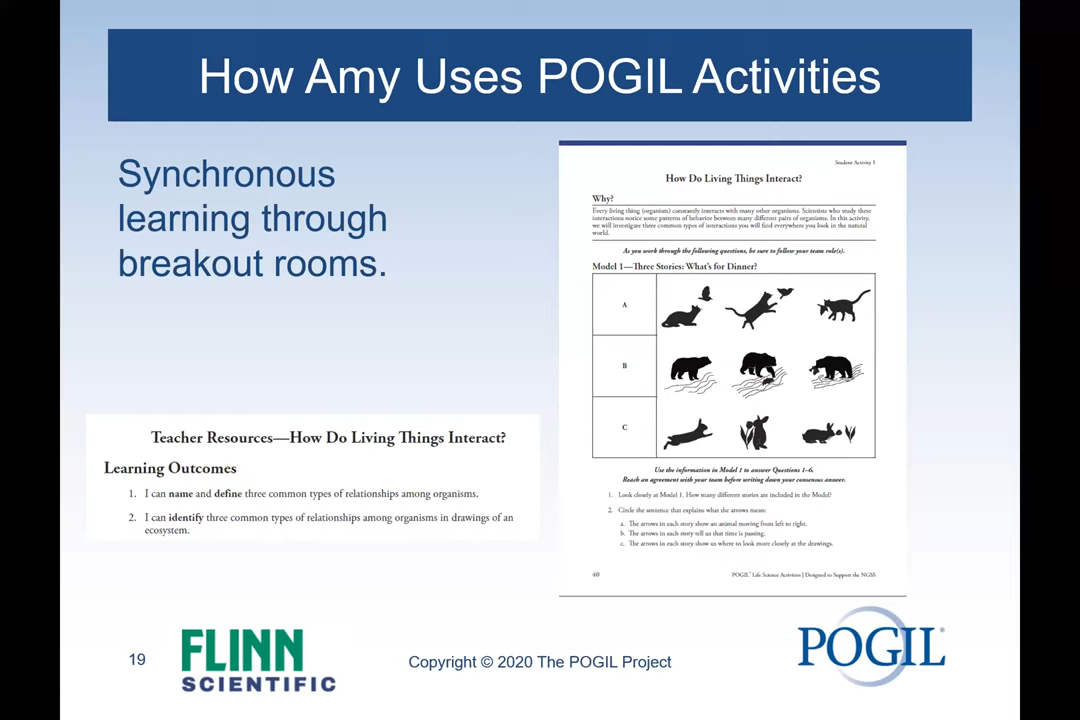 How Amy Uses POGIL Activities
Synchronous
learning through
breakout rooms.
Teacher Resources—How Do Living Things Interact?
Learning Outcomes
1. I can name and define three common types of relationships among organisms.
2. I can identify three common types of relationships among organisms in drawings of an
ecosystem.
Student Activity 1
How Do Living Things Interact?
Why?
Every living thing (organism) constantly interacts with many other organisms. Scientists who study these
interactions notice some patterns of behavior between many different pairs of organisms. In this activity,
we will investigate three common types of interactions you will find everywhere you look in the natural
world.
As you work through the following questions, be sure to follow your team role(s).
Model 1—Three Stories: What's for Dinner?
A
B
C
Use the information in Model 1 to answer Questions 1–6.
Reach an agreement with your team before writing down your consensus answer.
1. Look closely at Model 1. How many different stories are included in the Model?
2. Circle the sentence that explains what the arrows mean:
a. The arrows in each story show an animal moving from left to right.
b. The arrows in each story tell us that time is passing.
c. The arrows in each story show us where to look more closely at the drawings.
40
POGIL™ Life Science Activities | Designed to Support the NGSS
19
FLINN
SCIENTIFIC
Copyright © 2020 The POGIL Project
POGIL®